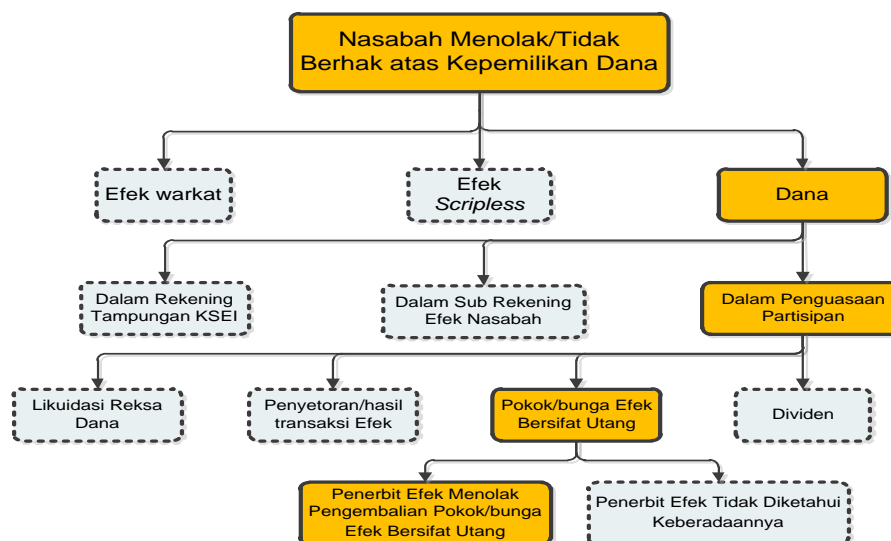 Nasabah Menolak/Tidak
Berhak atas Kepemilikan Dana
Efek warkat
Efek
Scripless
Dana
Dalam Rekening
Tampungan KSEI
Dalam Sub Rekening
Efek Nasabah
Dalam Penguasaan
Partisipan
Likuidasi Reksa
Dana
Penyetoran/hasil
transaksi Efek
Pokok/bunga Efek
Bersifat Utang
Dividen
Penerbit Efek Menolak
Pengembalian Pokok/bunga
Efek Bersifat Utang
Penerbit Efek Tidak Diketahui
Keberadaannya